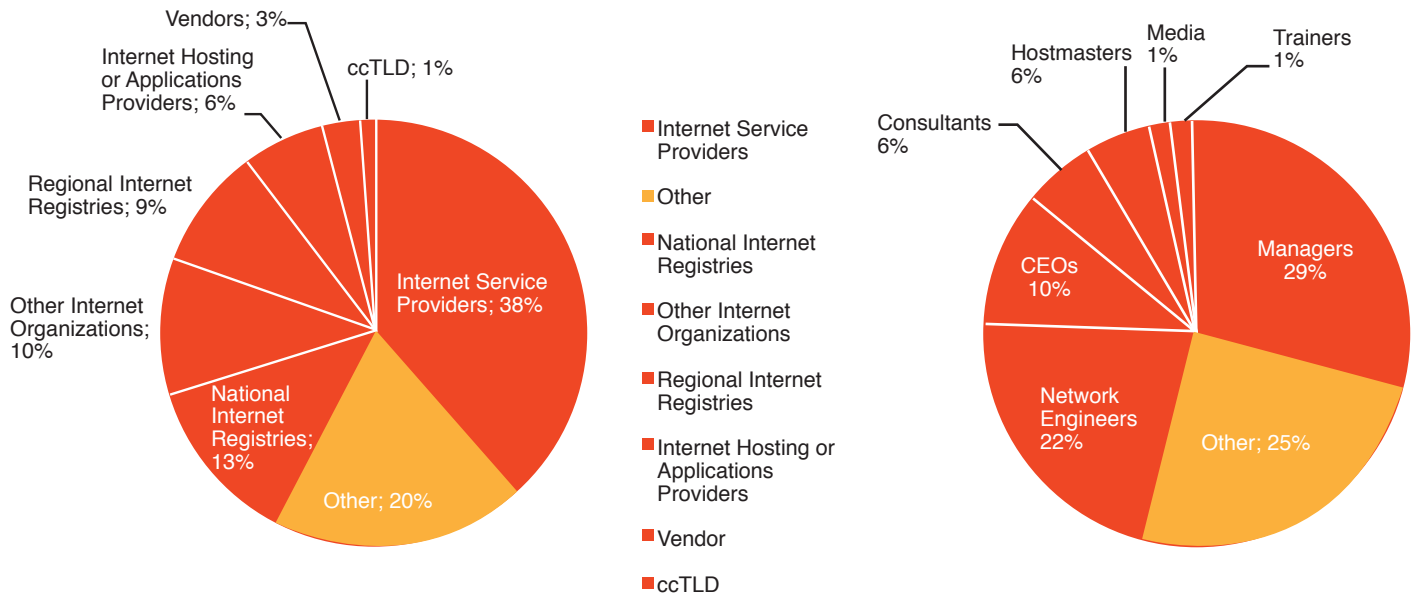 Vendors; 3%
Internet Hosting
or Applications
Providers; 6%
ccTLD; 1%
Regional Internet
Registries; 9%
Other Internet
Organizations;
10%
National
Internet
Registries;
13%
Other; 20%
Internet Service
Providers; 38%
Internet Service
Providers
Other
National Internet
Registries
Other Internet
Organizations
Regional Internet
Registries
Internet Hosting or
Applications
Providers
Vendor
ccTLD
Media
1%
Trainers
1%
Hostmasters
6%
Consultants
6%
CEOs
10%
Managers
29%
Network
Engineers
22%
Other; 25%